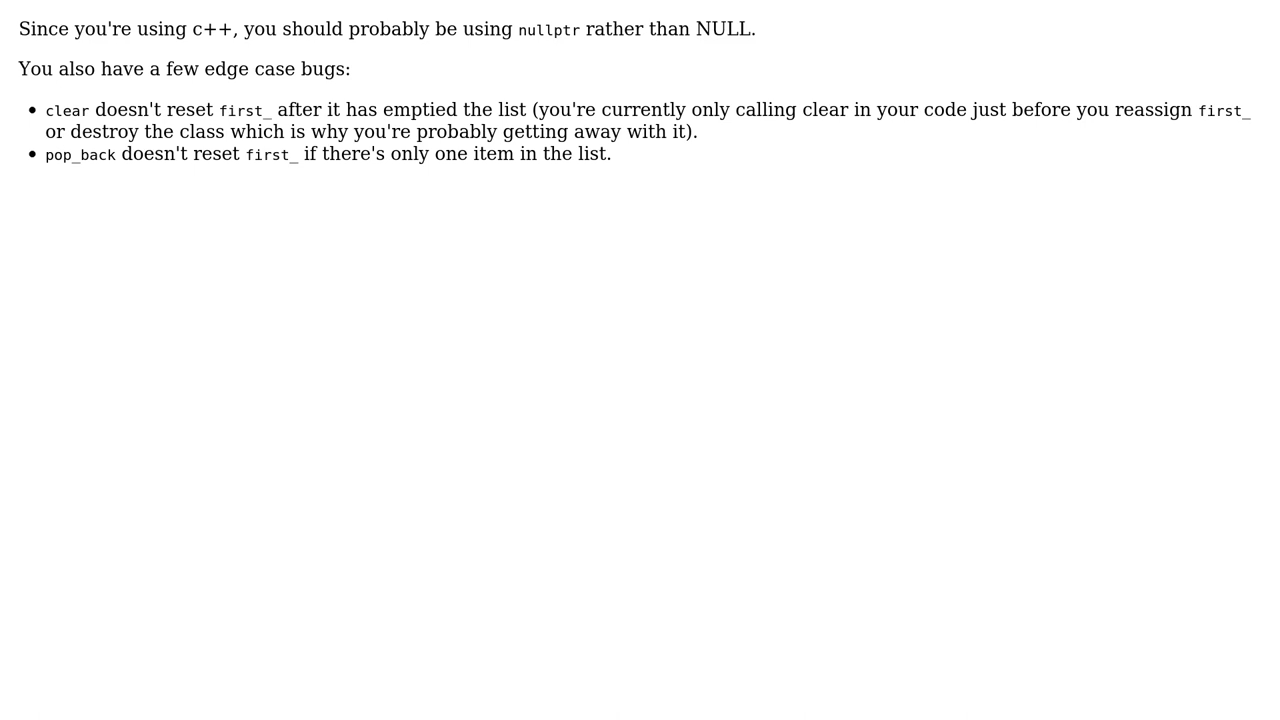 Since you're using c++, you should probably be using nullptr rather than NULL.
You also have a few edge case bugs:
• clear doesn't reset first_ after it has emptied the list (you're currently only calling clear in your code just before you reassign first_
or destroy the class which is why you're probably getting away with it).
• pop_back doesn't reset first_ if there's only one item in the list.